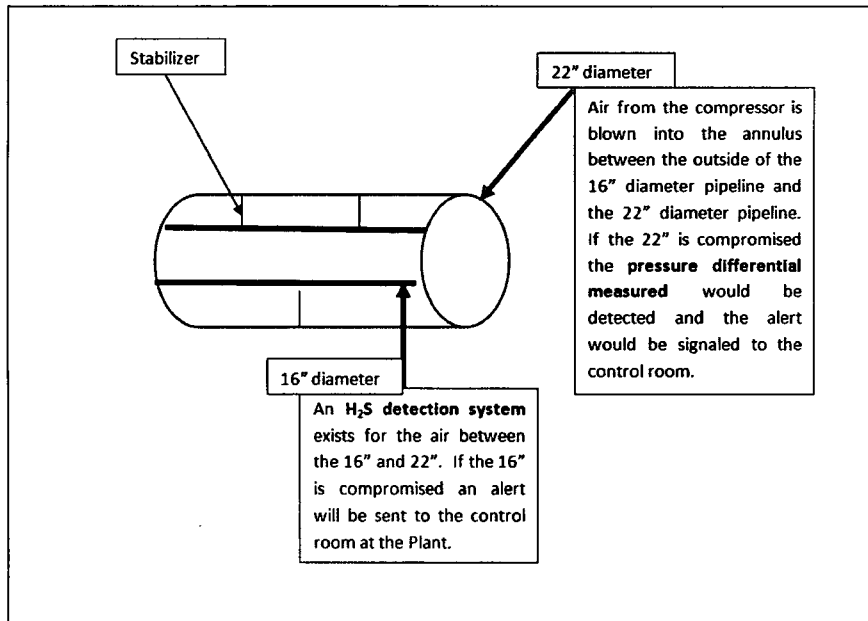 Stabilizer
22" diameter
Air from the compressor is
blown into the annulus
between the outside of the
16" diameter pipeline and
the 22" diameter pipeline.
If the 22" is compromised
the pressure differential
measured would be
detected and the alert
would be signaled to the
control room.
16" diameter
An H₂S detection system
exists for the air between
the 16" and 22". If the 16"
is compromised an alert
will be sent to the control
room at the Plant.